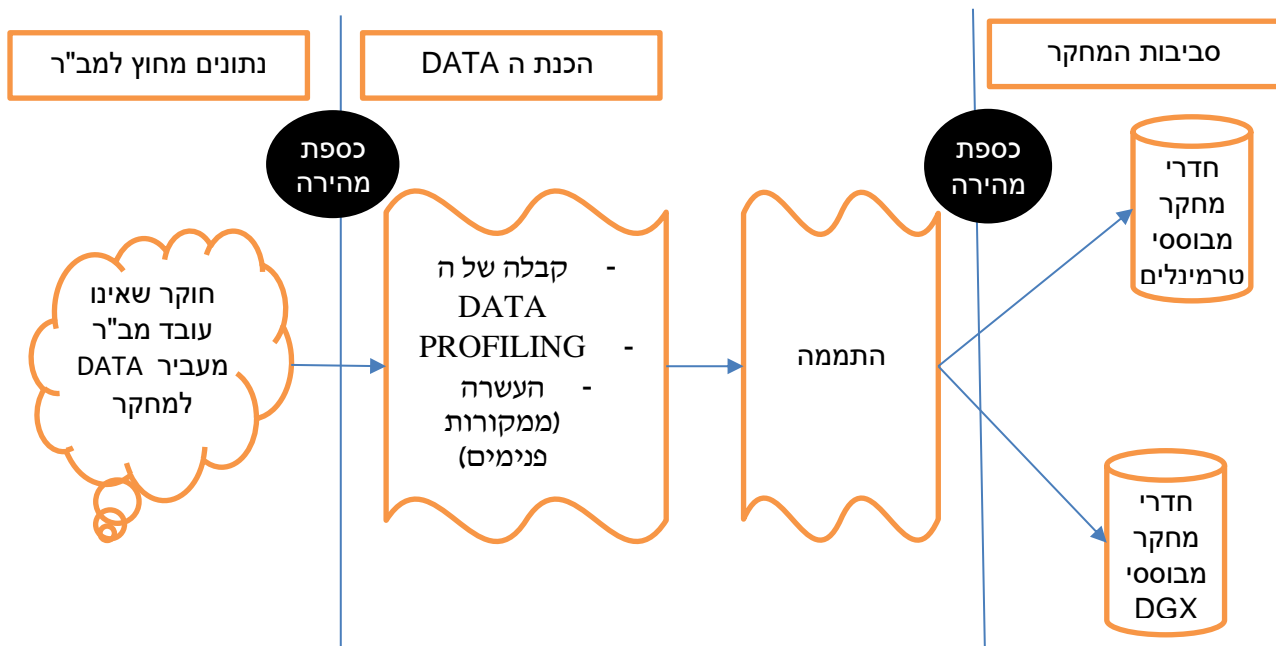 סביבות המחקר
הכנת ה DATA
נתונים מחוץ למב"ר
כספת
מהירה
כספת
מהירה
חוקר שאינו
עובד מב"ר
מעביר DATA
למחקר
- קבלה של ה
DATA
- PROFILING
- העשרה
(ממקורות
פנימים)
התממה
חדרי
מחקר
מבוססי
טרמינלים
חדרי
מחקר
מבוססי
DGX